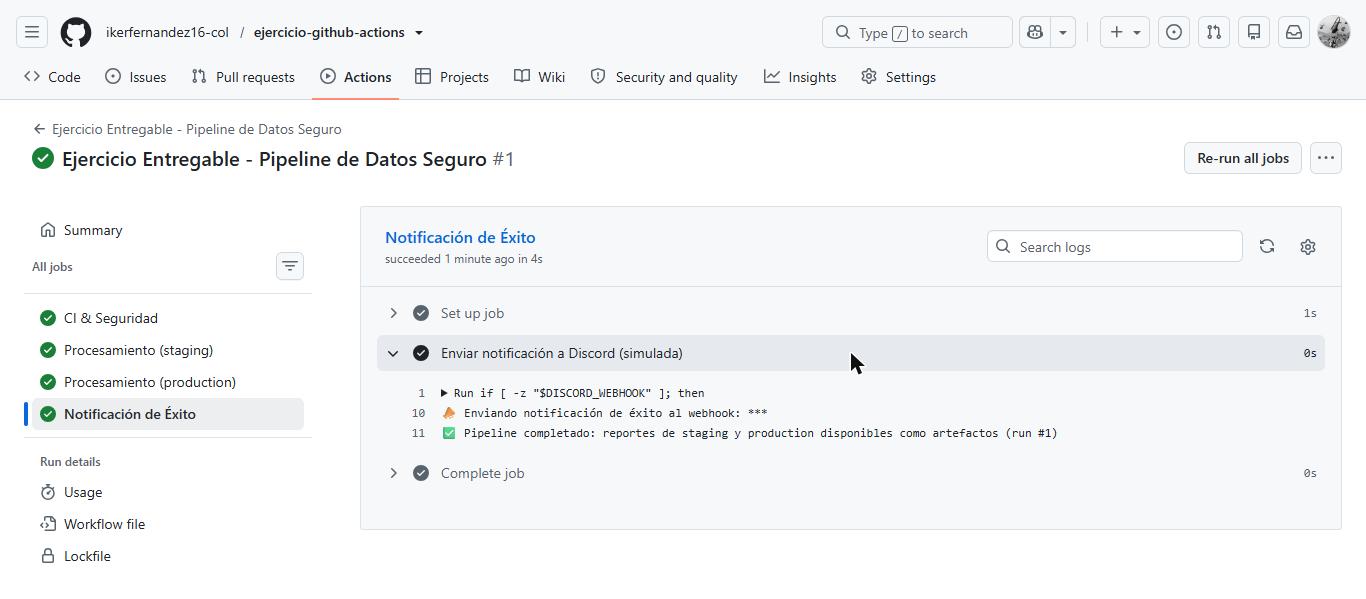 ikerfernandez16-col / ejercicio-github-actions
Type / to search
Code Issues Pull requests Actions Projects Wiki Security and quality Insights Settings
Ejercicio Entregable - Pipeline de Datos Seguro
Ejercicio Entregable - Pipeline de Datos Seguro #1
Re-run all jobs
Summary
All jobs
CI & Seguridad
Procesamiento (staging)
Procesamiento (production)
Notificación de Éxito
Run details
Usage
Workflow file
Lockfile
Notificación de Éxito
succeeded 1 minute ago in 4s
Search logs
Set up job 1s
Enviar notificación a Discord (simulada) 0s
1 Run if [ -z "$DISCORD_WEBHOOK" ]; then
10 Enviando notificación de éxito al webhook: ***
11 Pipeline completado: reportes de staging y production disponibles como artefactos (run #1)
Complete job 0s